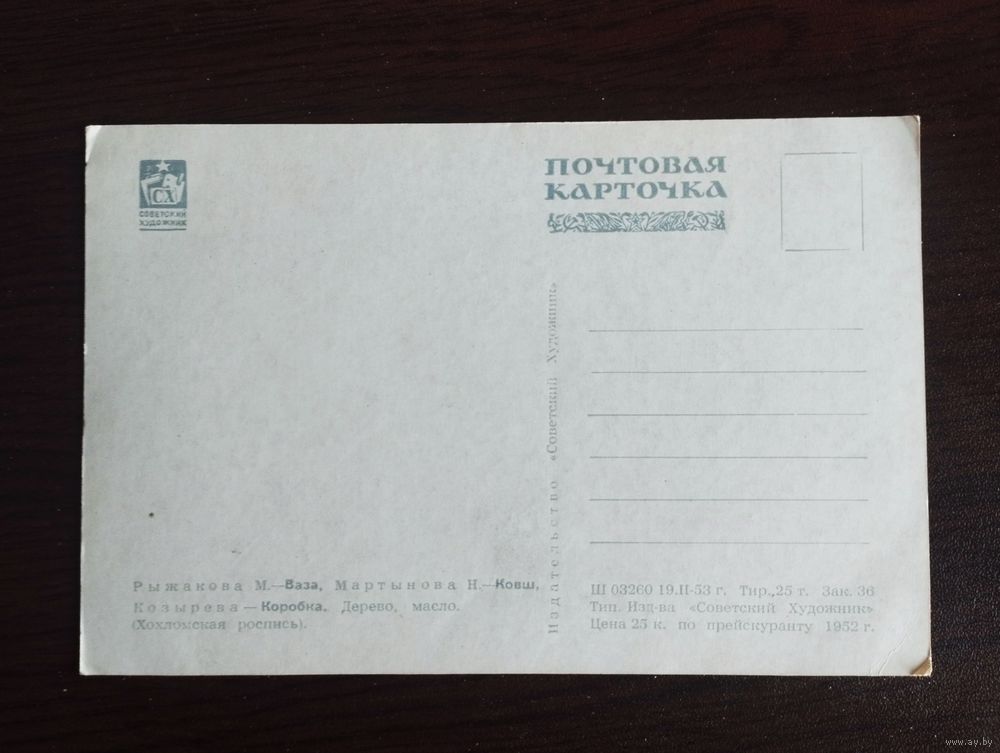 СХ
СОВЕТСКИЙ
ХУДОЖНИК
ПОЧТОВАЯ
КАРТОЧКА
Издательство «Советский Художник»
Рыжакова М.—Ваза, Мартынова Н.—Ковш,
Козырева — Коробка. Дерево, масло.
(Хохломская роспись).
Ш 03260 19.II-53 г. Тир. 25 т. Зак. 36
Тип. Изд-ва «Советский Художник»
Цена 25 к. по прейскуранту 1952 г.
www.ay.by